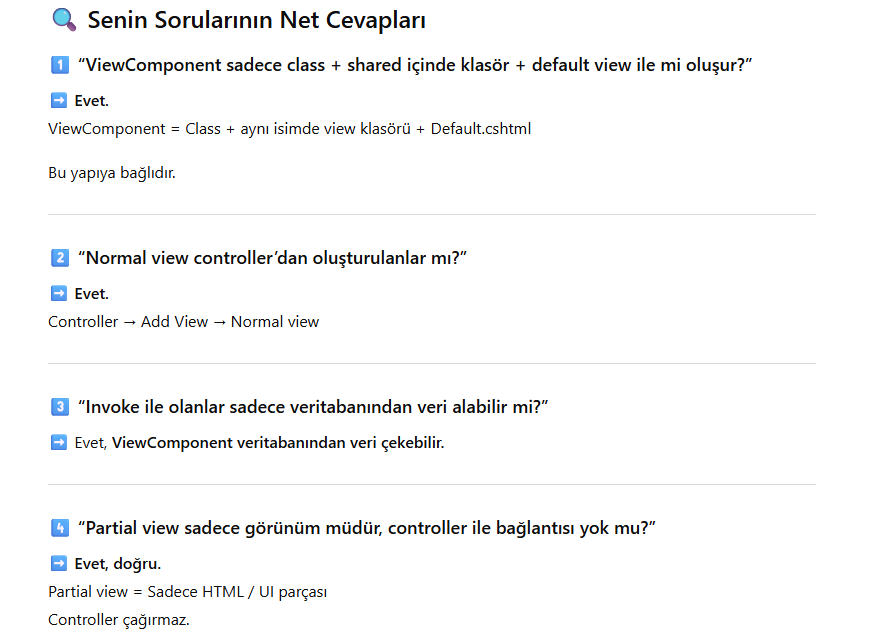 🔍 Senin Sorularının Net Cevapları
1️⃣ “ViewComponent sadece class + shared içinde klasör + default view ile mi oluşur?”
➡️ Evet.
ViewComponent = Class + aynı isimde view klasörü + Default.cshtml
Bu yapıya bağlıdır.
2️⃣ “Normal view controller’dan oluşturulanlar mı?”
➡️ Evet.
Controller → Add View → Normal view
3️⃣ “Invoke ile olanlar sadece veritabanından veri alabilir mi?”
➡️ Evet, ViewComponent veritabanından veri çekebilir.
4️⃣ “Partial view sadece görünüm müdür, controller ile bağlantısı yok mu?”
➡️ Evet, doğru.
Partial view = Sadece HTML / UI parçası
Controller çağırmaz.